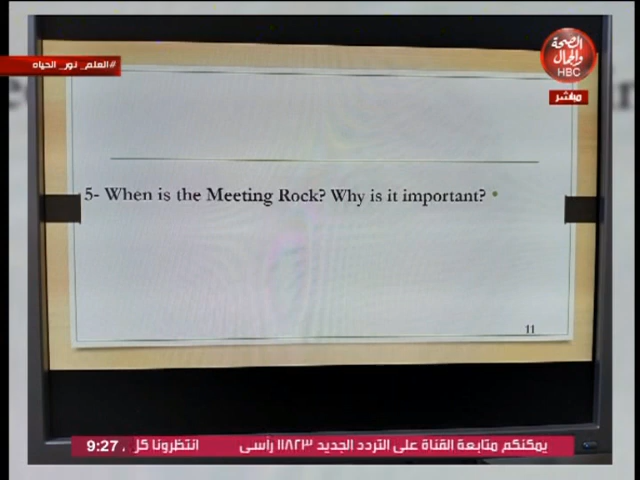 #العلم_نور_الحياه
الصحة
والجمال
HBC
مباشر
5- When is the Meeting Rock? Why is it important?
11
يمكنكم متابعة القناة على التردد الجديد ١١٨٢٣ رأسى
انتظرونا كل
9:27